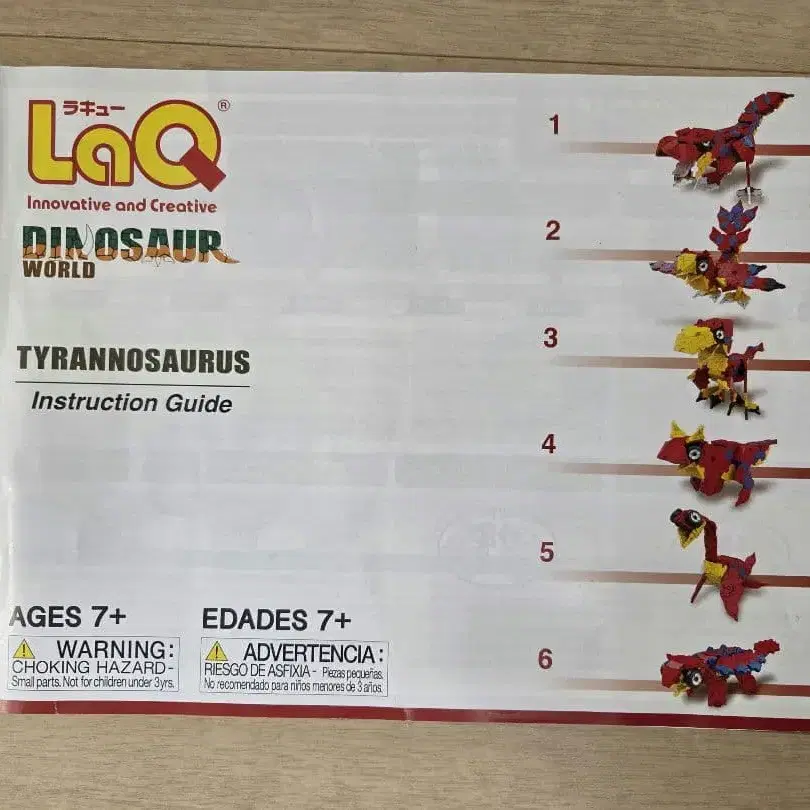 ラキュー
LaQ®
Innovative and Creative
DINOSAUR
WORLD
TYRANNOSAURUS
Instruction Guide
AGES 7+
WARNING:
CHOKING HAZARD-
Small parts. Not for children under 3 yrs.
EDADES 7+
ADVERTENCIA:
RIESGO DE ASFIXIA - Piezas pequeñas.
No recomendado para niños menores de 3 años.
1
2
3
4
5
6